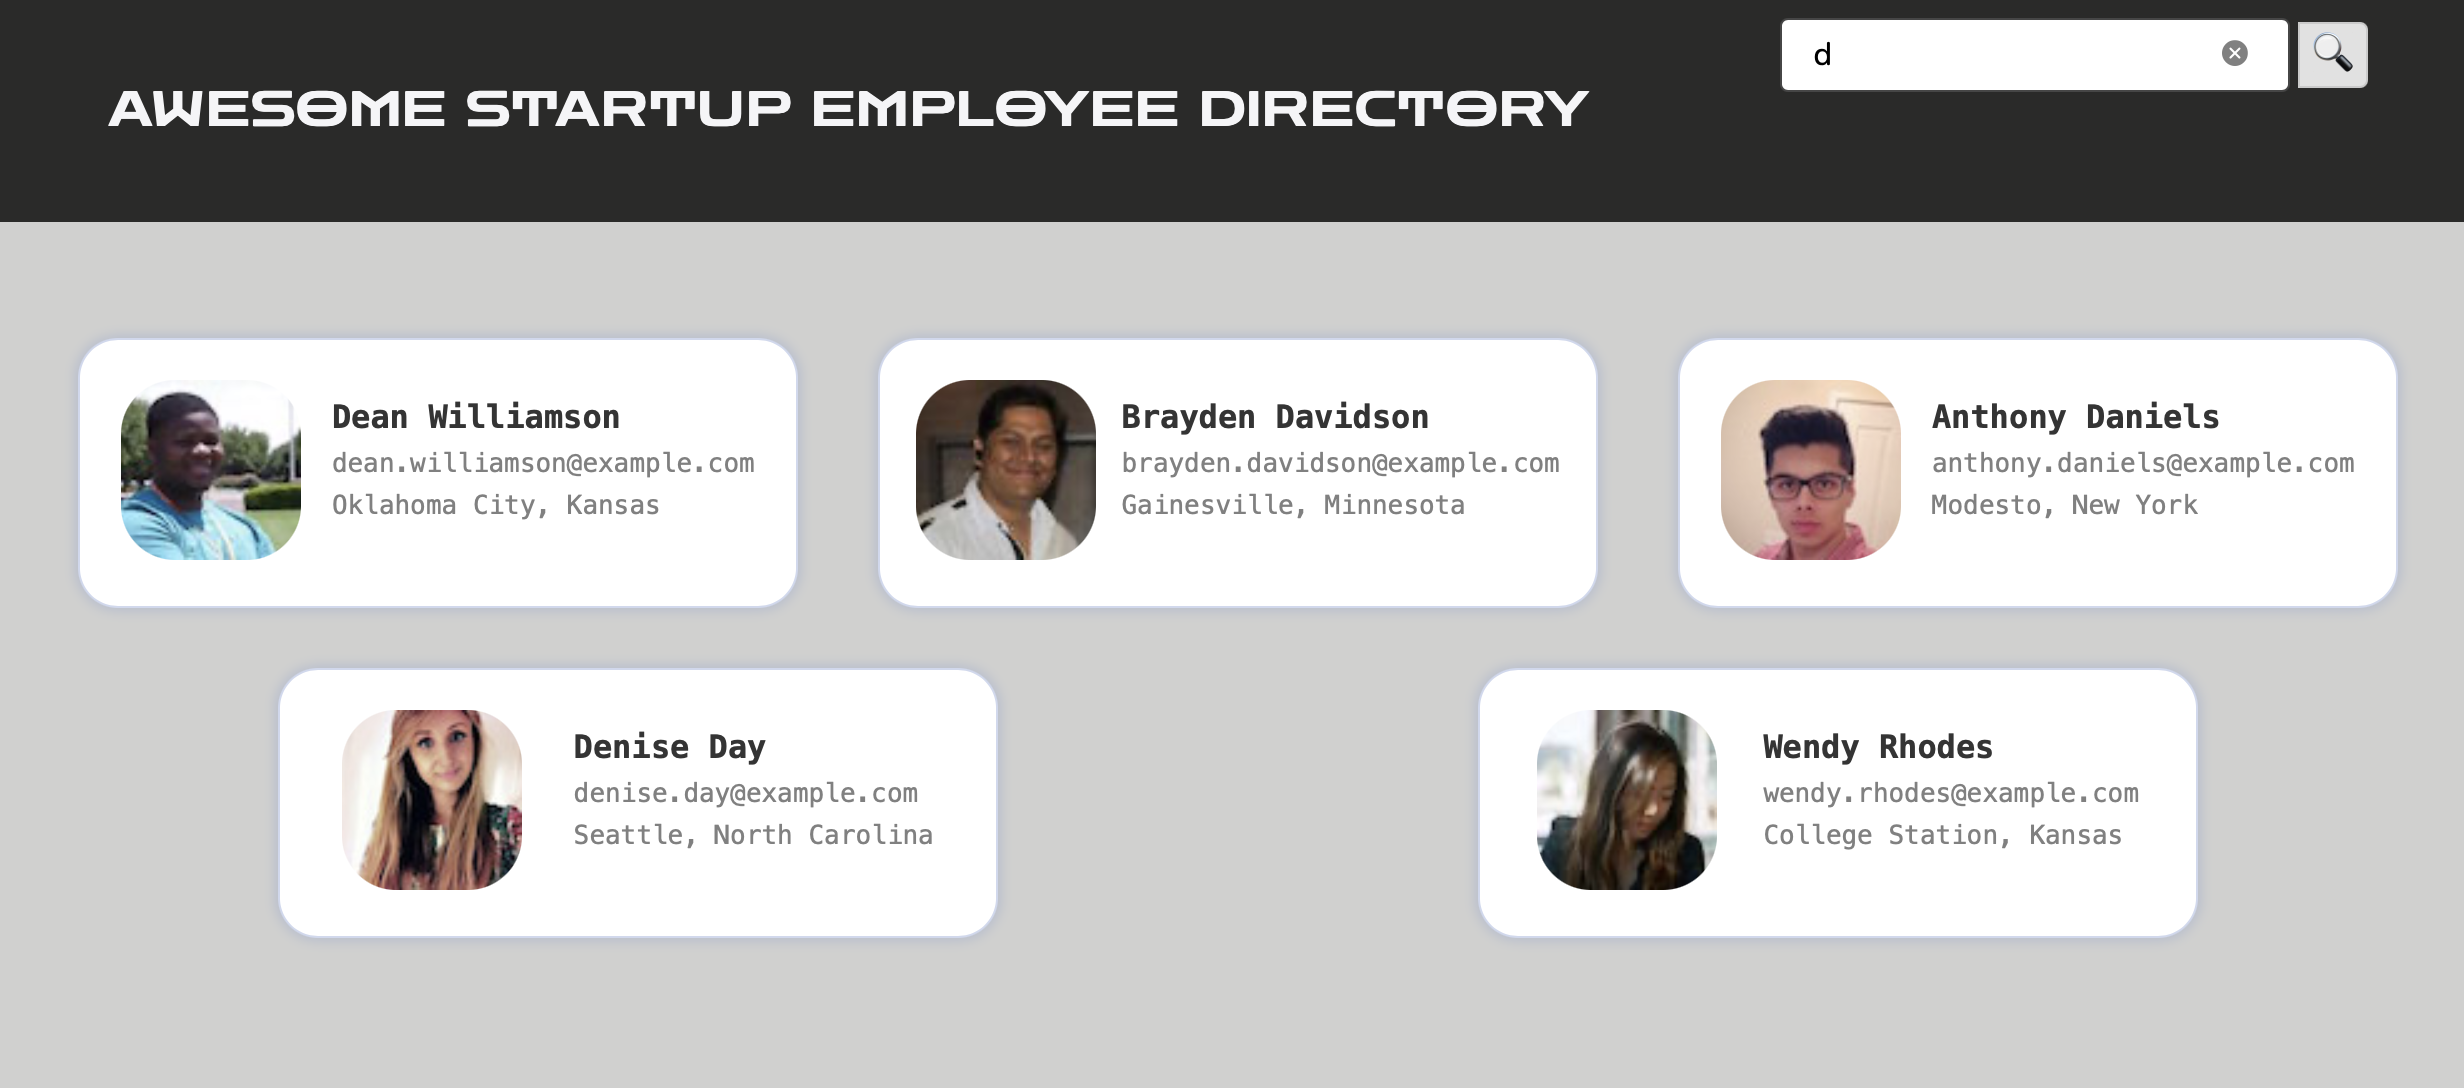 AWESOME STARTUP EMPLOYEE DIRECTORY
d
Dean Williamson
dean.williamson@example.com
Oklahoma City, Kansas
Brayden Davidson
brayden.davidson@example.com
Gainesville, Minnesota
Anthony Daniels
anthony.daniels@example.com
Modesto, New York
Denise Day
denise.day@example.com
Seattle, North Carolina
Wendy Rhodes
wendy.rhodes@example.com
College Station, Kansas